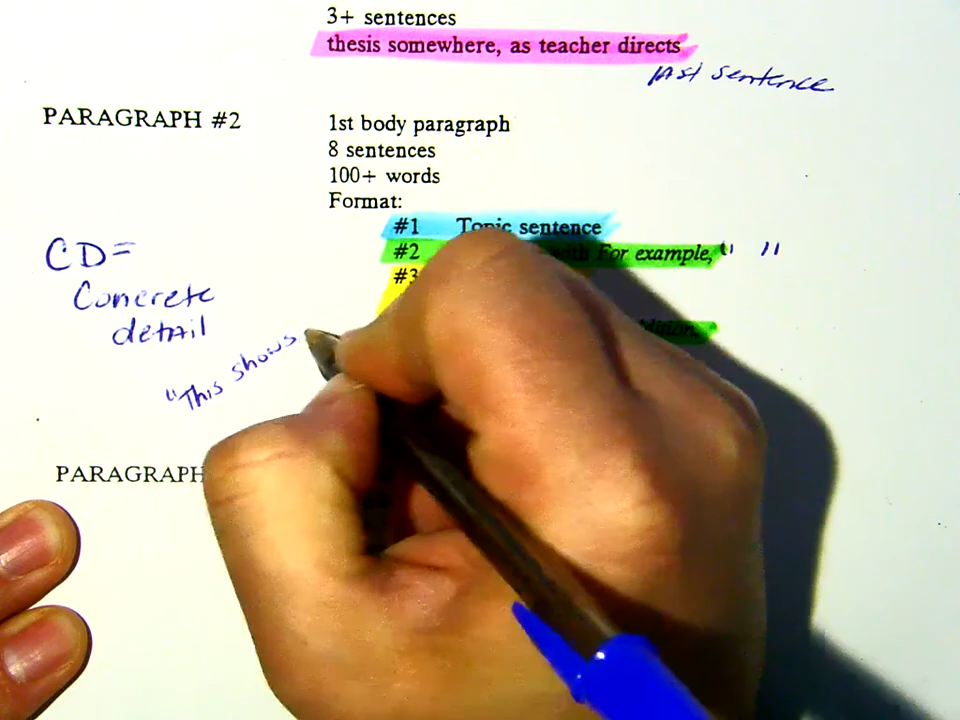 3+ sentences
thesis somewhere, as teacher directs
last sentence
PARAGRAPH #2
1st body paragraph
8 sentences
100+ words
Format:
#1 Topic sentence
#2 with For example, " "
#3
CD=
Concrete
detail
"This shows
PARAGRAPH